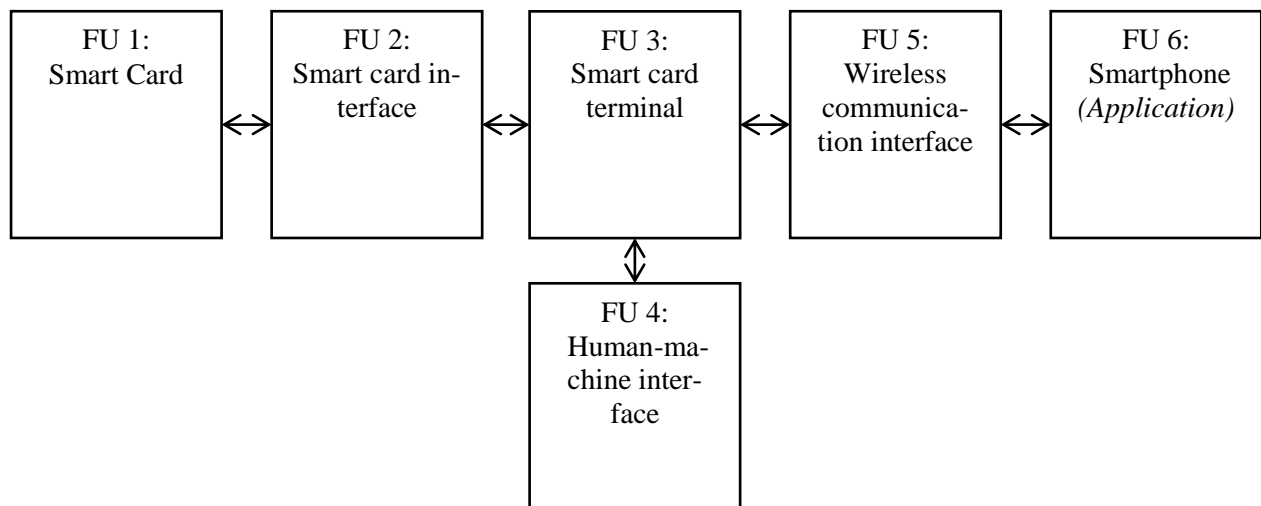 FU 1:
Smart Card
FU 2:
Smart card in-
terface
FU 3:
Smart card
terminal
FU 5:
Wireless
communica-
tion interface
FU 6:
Smartphone
(Application)
FU 4:
Human-ma-
chine inter-
face